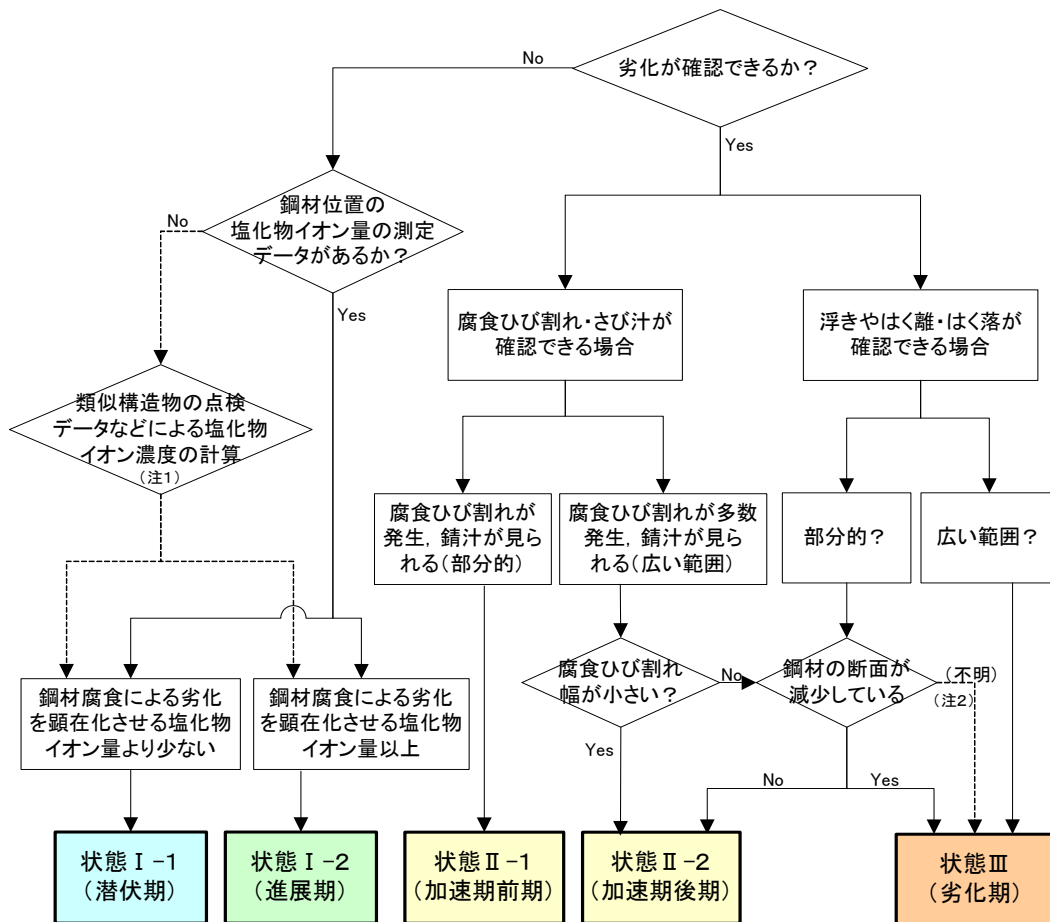 劣化が確認できるか？
No
Yes
鋼材位置の
塩化物イオン量の測定
データがあるか？
No
Yes
腐食ひび割れ・さび汁が
確認できる場合
浮きやはく離・はく落が
確認できる場合
類似構造物の点検
データなどによる塩化物
イオン濃度の計算
（注1）
腐食ひび割れが
発生，錆汁が見ら
れる（部分的）
腐食ひび割れが多数
発生，錆汁が見ら
れる（広い範囲）
部分的？
広い範囲？
鋼材腐食による劣化
を顕在化させる塩化物
イオン量より少ない
鋼材腐食による劣化
を顕在化させる塩化物
イオン量以上
腐食ひび割れ
幅が小さい？
No
Yes
鋼材の断面が
減少している
（不明）
（注2）
No
Yes
状態Ⅰ-1
（潜伏期）
状態Ⅰ-2
（進展期）
状態Ⅱ-1
（加速期前期）
状態Ⅱ-2
（加速期後期）
状態Ⅲ
（劣化期）